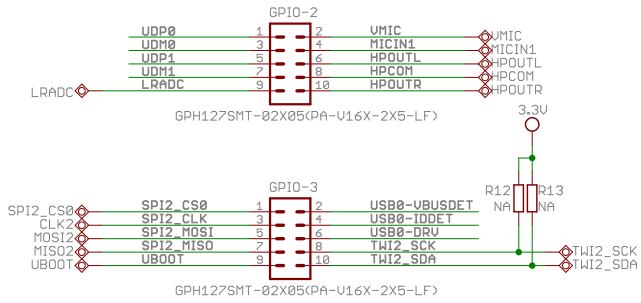 GPIO-2
UDP0 1 2 VMIC VMIC
UDM0 3 4 MICIN1 MICIN1
UDP1 5 6 HPOUTL HPOUTL
UDM1 7 8 HPCOM HPCOM
LRADC LRADC 9 10 HPOUTR HPOUTR
GPH127SMT-02X05(PA-V16X-2X5-LF)
3.3V
GPIO-3
R12 R13
NA NA
SPI2_CS0 SPI2_CS0 1 2 USB0-VBUSDET
CLK2 SPI2_CLK 3 4 USB0-IDDET
MOSI2 SPI2_MOSI 5 6 USB0-DRV
MISO2 SPI2_MISO 7 8 TWI2_SCK TWI2_SCK
UBOOT UBOOT 9 10 TWI2_SDA TWI2_SDA
GPH127SMT-02X05(PA-V16X-2X5-LF)